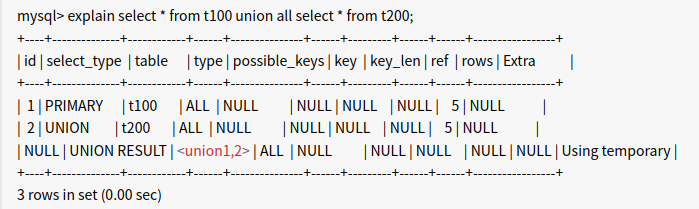 mysql> explain select * from t100 union all select * from t200;
+----+--------------+------------+------+---------------+------+---------+------+------+-----------------+
| id | select_type | table | type | possible_keys | key | key_len | ref | rows | Extra |
+----+--------------+------------+------+---------------+------+---------+------+------+-----------------+
| 1 | PRIMARY | t100 | ALL | NULL | NULL | NULL | NULL | 5 | NULL |
| 2 | UNION | t200 | ALL | NULL | NULL | NULL | NULL | 5 | NULL |
| NULL | UNION RESULT | <union1,2> | ALL | NULL | NULL | NULL | NULL | NULL | Using temporary |
+----+--------------+------------+------+---------------+------+---------+------+------+-----------------+
3 rows in set (0.00 sec)